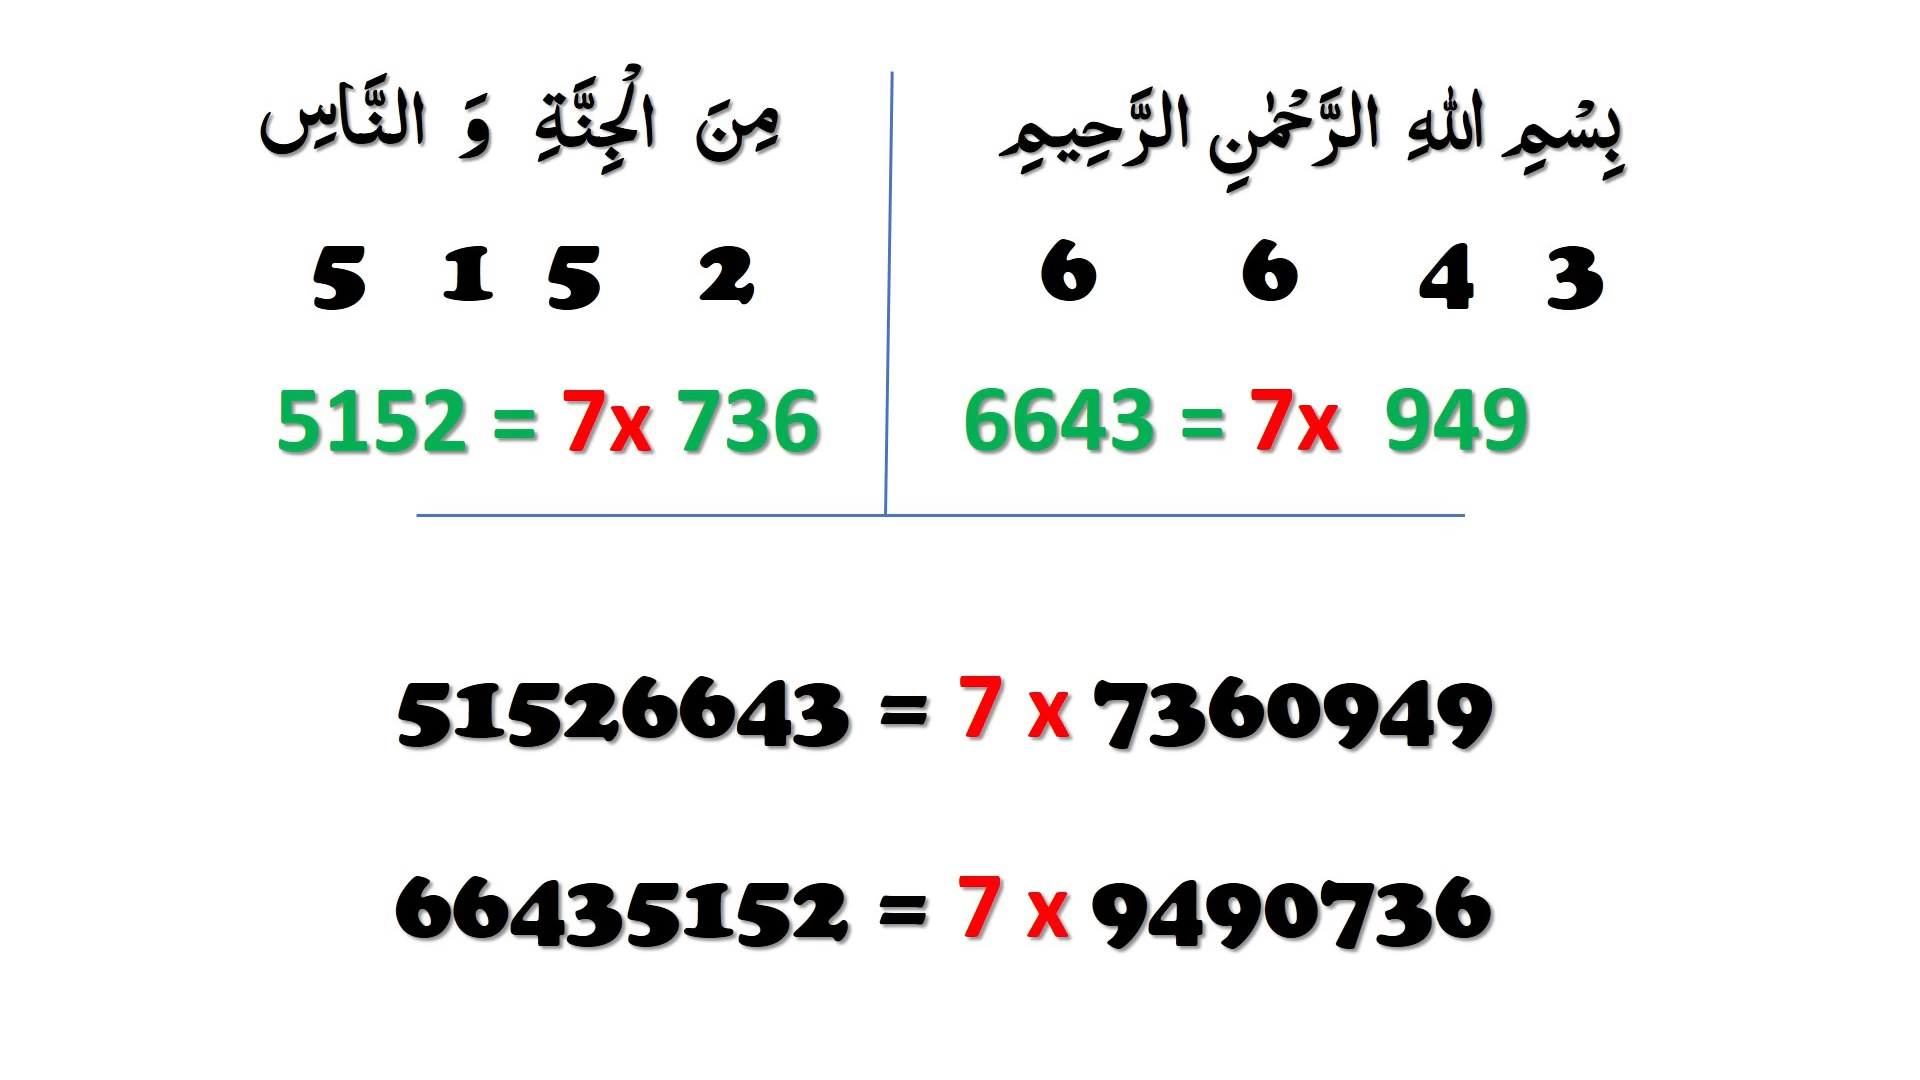 بِسْمِ اللهِ الرَّحْمٰنِ الرَّحِيمِ
6 6 4 3
6643 = 7x 949
مِنَ الْجِنَّةِ وَ النَّاسِ
5 1 5 2
5152 = 7x 736
51526643 = 7 x 7360949
66435152 = 7 x 9490736